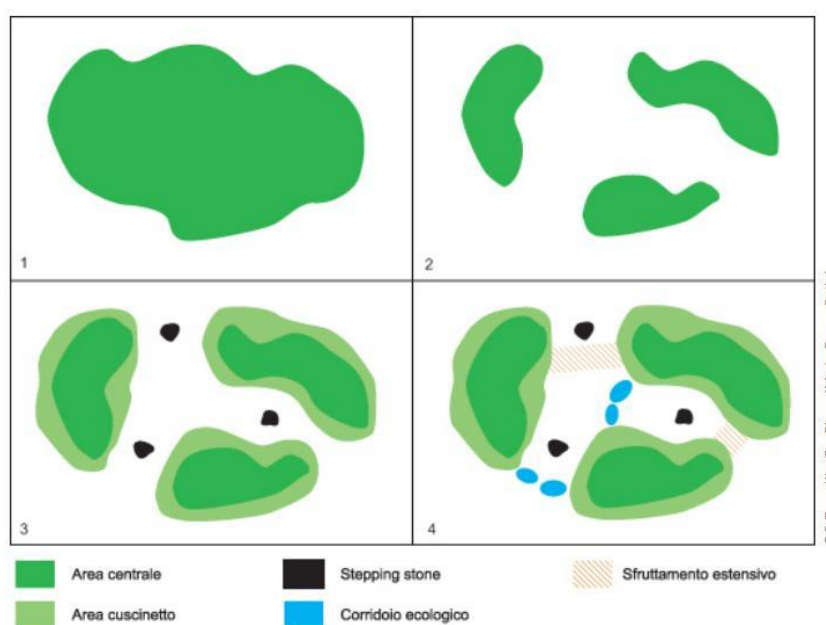 1
2
3
4
Area centrale
Stepping stone
Sfruttamento estensivo
Area cuscinetto
Corridoio ecologico